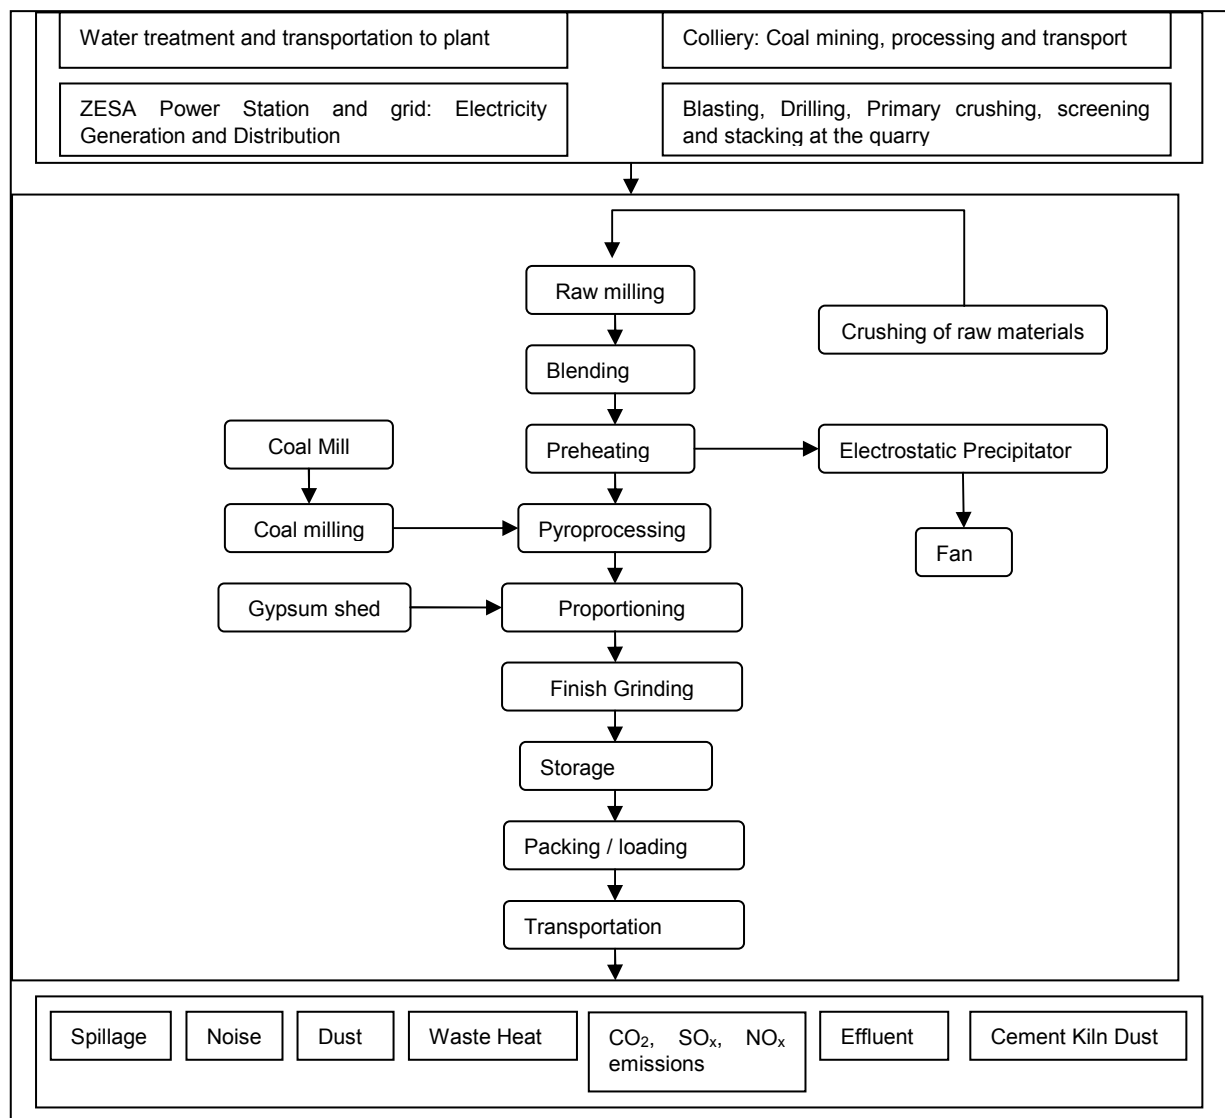 Water treatment and transportation to plant
Colliery: Coal mining, processing and transport
ZESA Power Station and grid: Electricity
Generation and Distribution
Blasting, Drilling, Primary crushing, screening
and stacking at the quarry
Raw milling
Crushing of raw materials
Blending
Coal Mill
Preheating
Electrostatic Precipitator
Coal milling
Pyroprocessing
Fan
Gypsum shed
Proportioning
Finish Grinding
Storage
Packing / loading
Transportation
Spillage
Noise
Dust
Waste Heat
CO₂, SOₓ, NOₓ
emissions
Effluent
Cement Kiln Dust